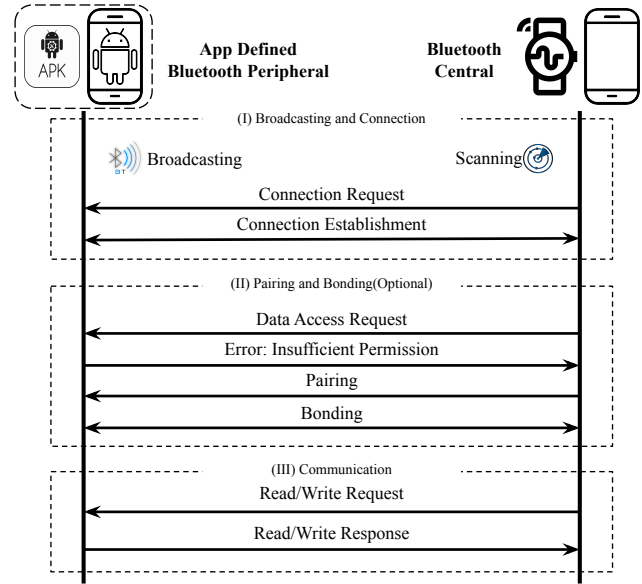 APK
App Defined
Bluetooth Peripheral
Bluetooth
Central
(I) Broadcasting and Connection
BT
Broadcasting
Scanning
Connection Request
Connection Establishment
(II) Pairing and Bonding(Optional)
Data Access Request
Error: Insufficient Permission
Pairing
Bonding
(III) Communication
Read/Write Request
Read/Write Response